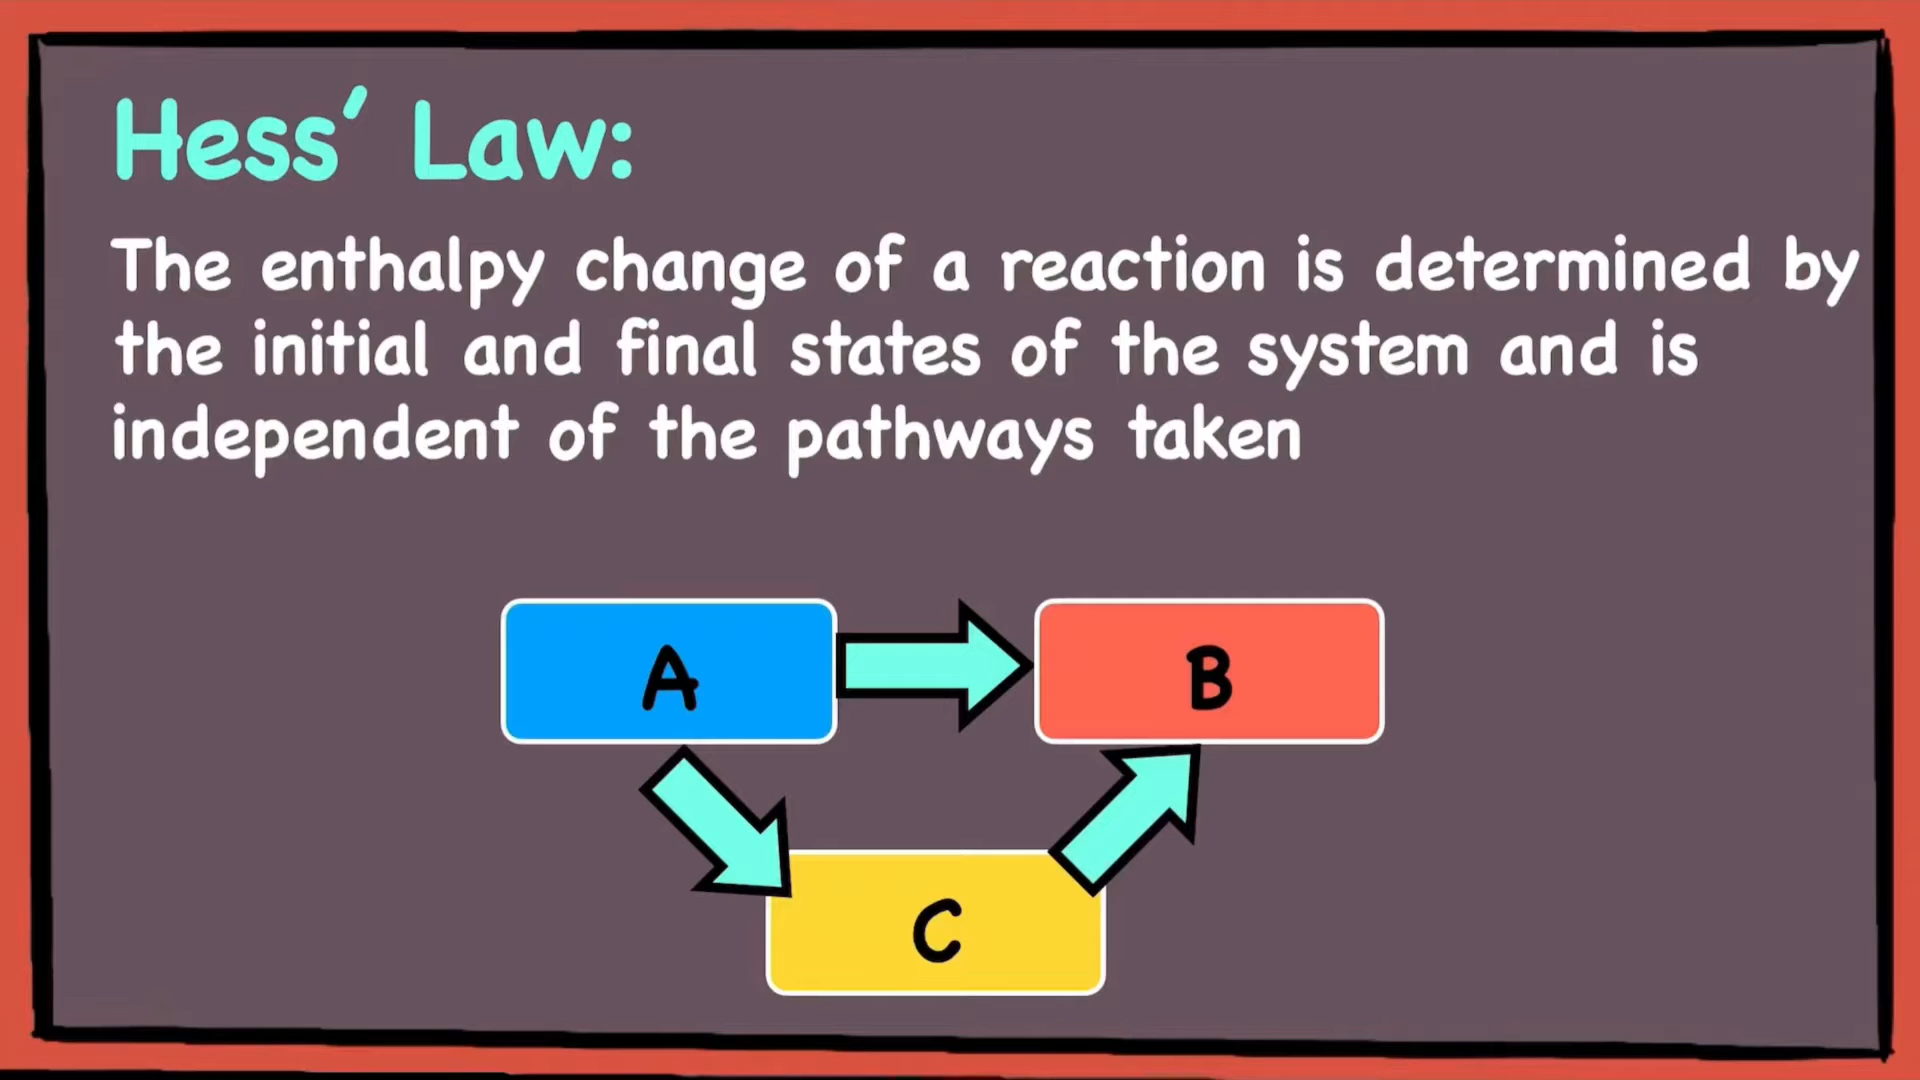 Hess’ Law:
The enthalpy change of a reaction is determined by
the initial and final states of the system and is
independent of the pathways taken
A
B
C